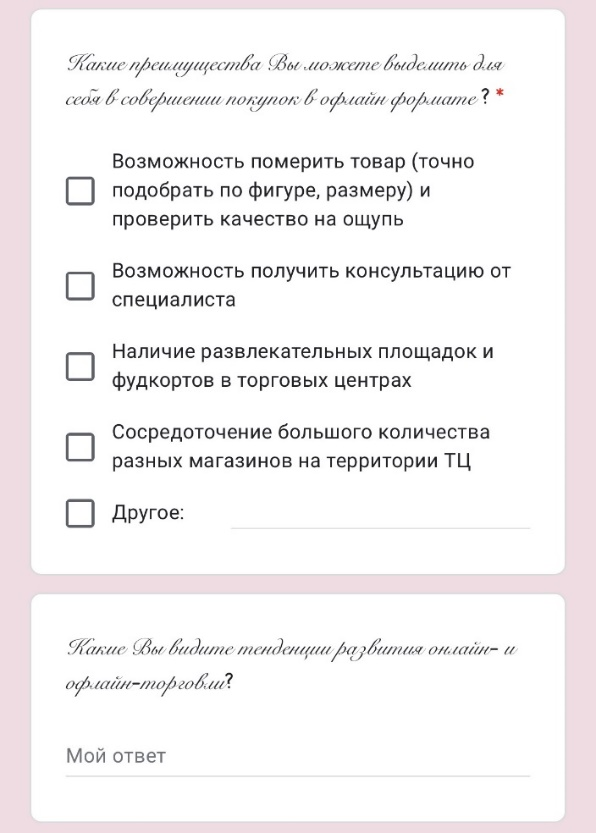 Какие преимущества Вы можете выделить для
себя в совершении покупок в офлайн формате? *
Возможность померить товар (точно
подобрать по фигуре, размеру) и
проверить качество на ощупь
Возможность получить консультацию от
специалиста
Наличие развлекательных площадок и
фудкортов в торговых центрах
Сосредоточение большого количества
разных магазинов на территории ТЦ
Другое:
Какие Вы видите тенденции развития онлайн- и
офлайн-торговли?
Мой ответ